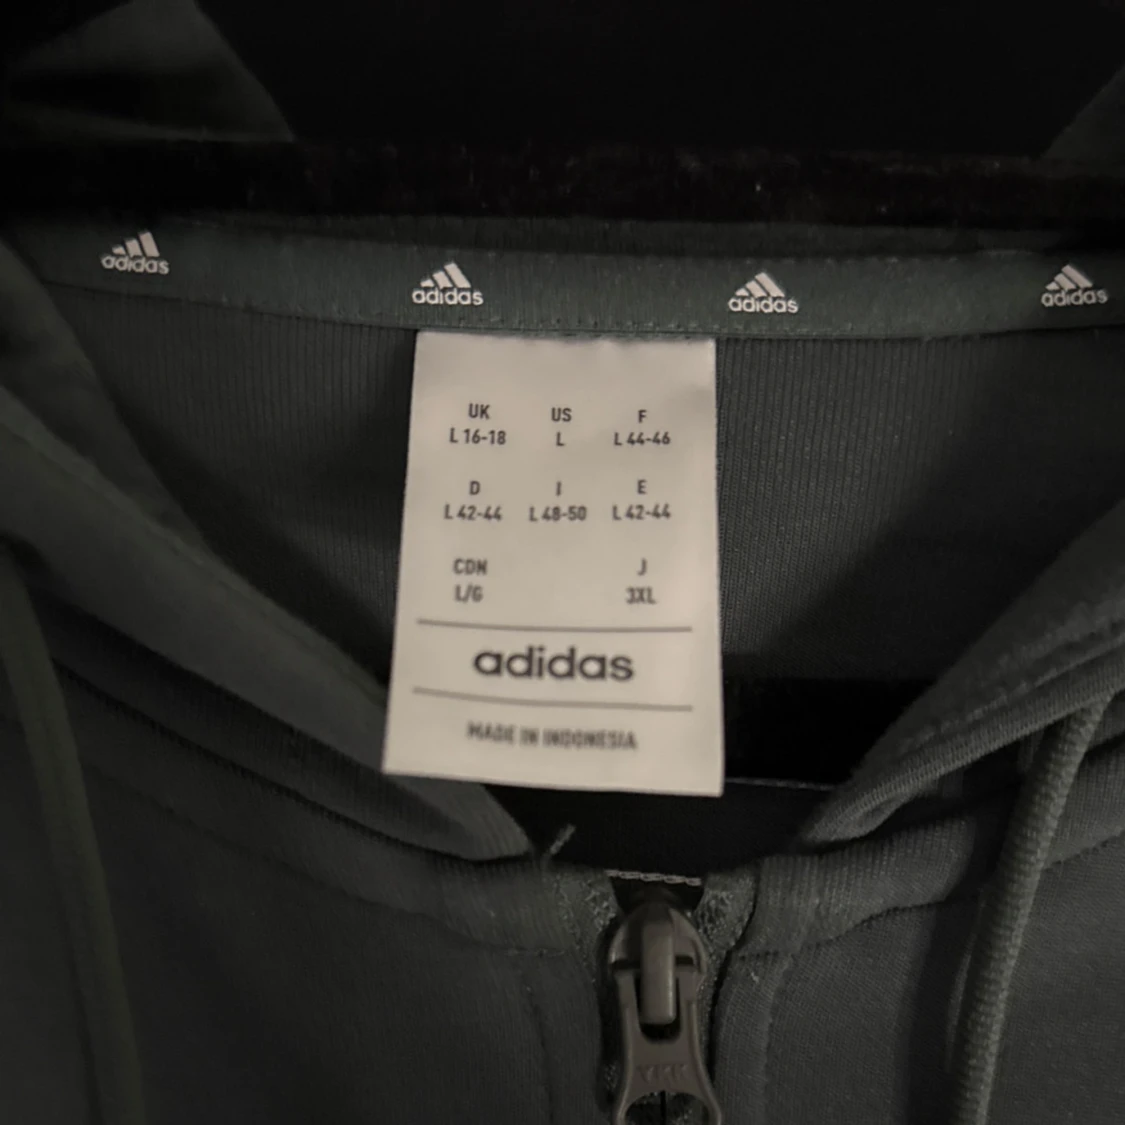 adidas adidas adidas adidas
UK US F
L 16-18 L L 44-46
D I E
L 42-44 L 48-50 L 42-44
CDN J
L/G 3XL
adidas
MADE IN INDONESIA
YKK